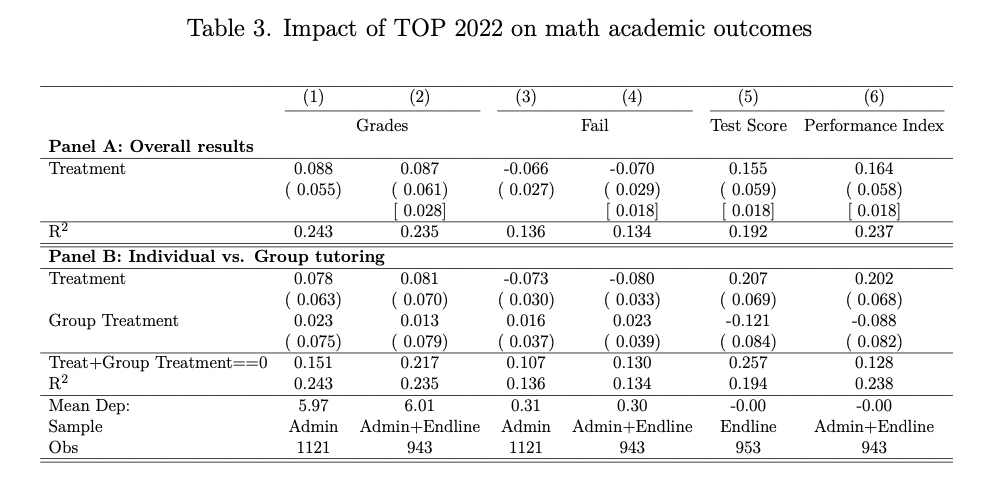 Table 3. Impact of TOP 2022 on math academic outcomes
(1) (2) (3) (4) (5) (6)
Grades Fail Test Score Performance Index
Panel A: Overall results
Treatment 0.088 0.087 -0.066 -0.070 0.155 0.164
( 0.055) ( 0.061) ( 0.027) ( 0.029) ( 0.059) ( 0.058)
[ 0.028] [ 0.018] [ 0.018] [ 0.018]
R² 0.243 0.235 0.136 0.134 0.192 0.237
Panel B: Individual vs. Group tutoring
Treatment 0.078 0.081 -0.073 -0.080 0.207 0.202
( 0.063) ( 0.070) ( 0.030) ( 0.033) ( 0.069) ( 0.068)
Group Treatment 0.023 0.013 0.016 0.023 -0.121 -0.088
( 0.075) ( 0.079) ( 0.037) ( 0.039) ( 0.084) ( 0.082)
Treat+Group Treatment==0 0.151 0.217 0.107 0.130 0.257 0.128
R² 0.243 0.235 0.136 0.134 0.194 0.238
Mean Dep: 5.97 6.01 0.31 0.30 -0.00 -0.00
Sample Admin Admin+Endline Admin Admin+Endline Endline Admin+Endline
Obs 1121 943 1121 943 953 943